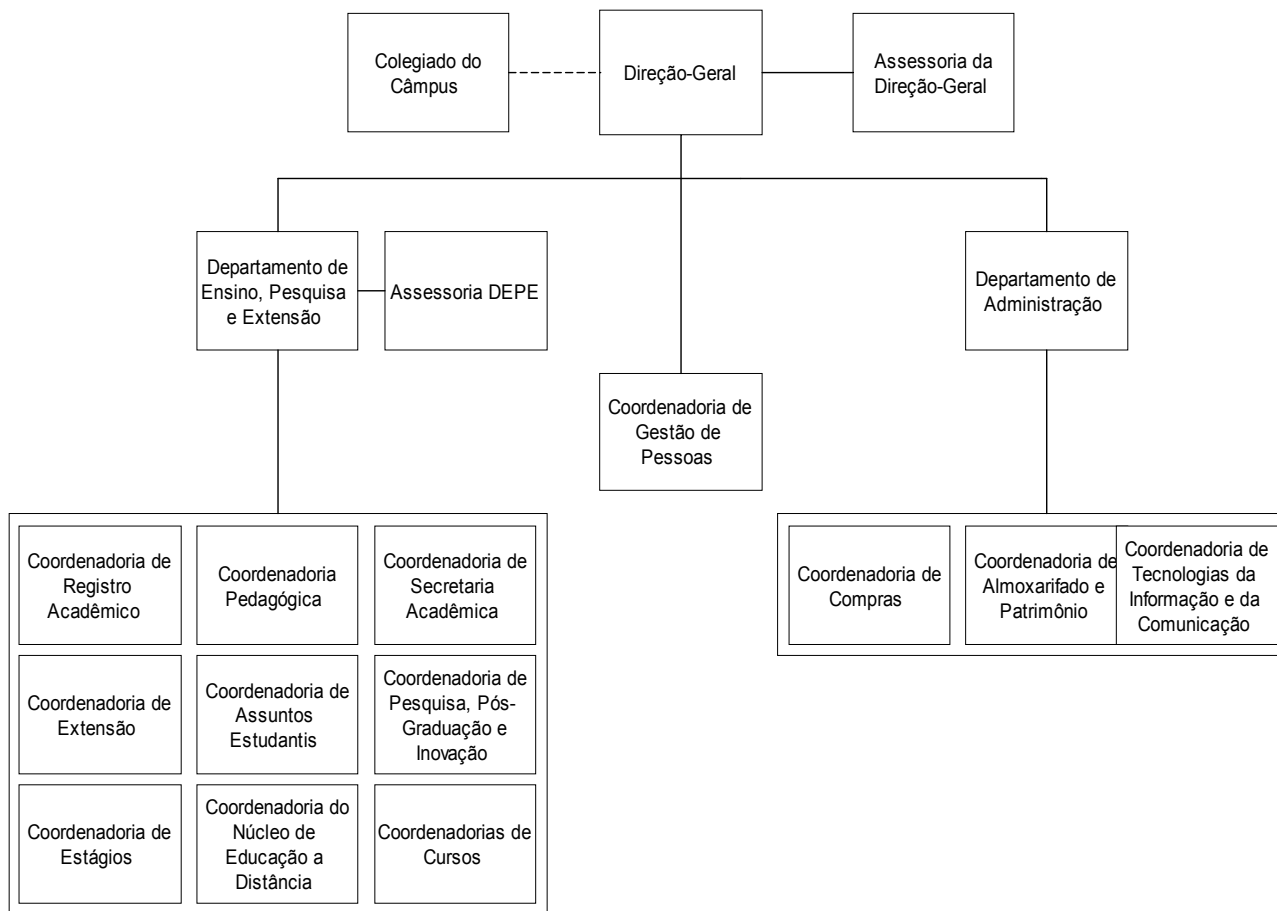 Colegiado do
Câmpus
Direção-Geral
Assessoria da
Direção-Geral
Departamento de
Ensino, Pesquisa
e Extensão
Assessoria DEPE
Departamento de
Administração
Coordenadoria de
Gestão de
Pessoas
Coordenadoria de
Registro
Acadêmico
Coordenadoria
Pedagógica
Coordenadoria de
Secretaria
Acadêmica
Coordenadoria de
Compras
Coordenadoria de
Almoxarifado e
Patrimônio
Coordenadoria de
Tecnologias da
Informação e da
Comunicação
Coordenadoria de
Extensão
Coordenadoria de
Assuntos
Estudantis
Coordenadoria de
Pesquisa, Pós-
Graduação e
Inovação
Coordenadoria de
Estágios
Coordenadoria do
Núcleo de
Educação a
Distância
Coordenadorias de
Cursos